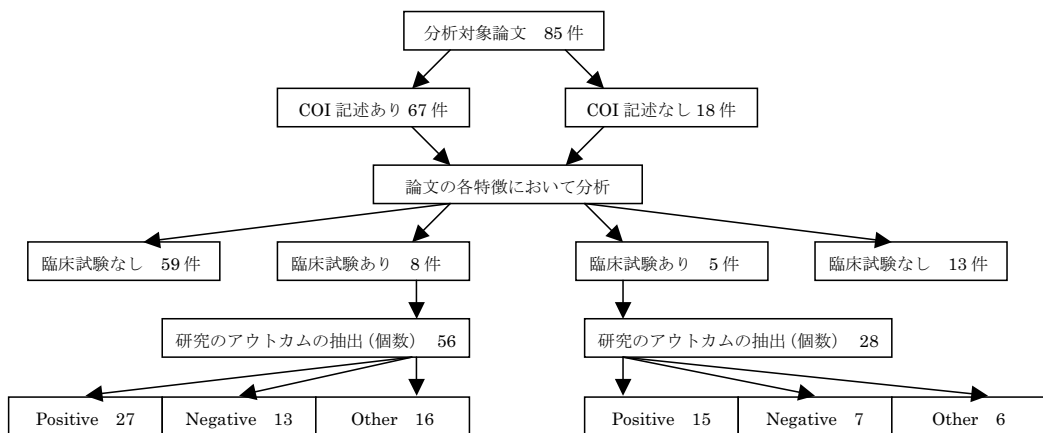 分析対象論文 85 件
COI 記述あり 67 件
COI 記述なし 18 件
論文の各特徴において分析
臨床試験なし 59 件
臨床試験あり 8 件
臨床試験あり 5 件
臨床試験なし 13 件
研究のアウトカムの抽出（個数） 56
研究のアウトカムの抽出（個数） 28
Positive 27
Negative 13
Other 16
Positive 15
Negative 7
Other 6